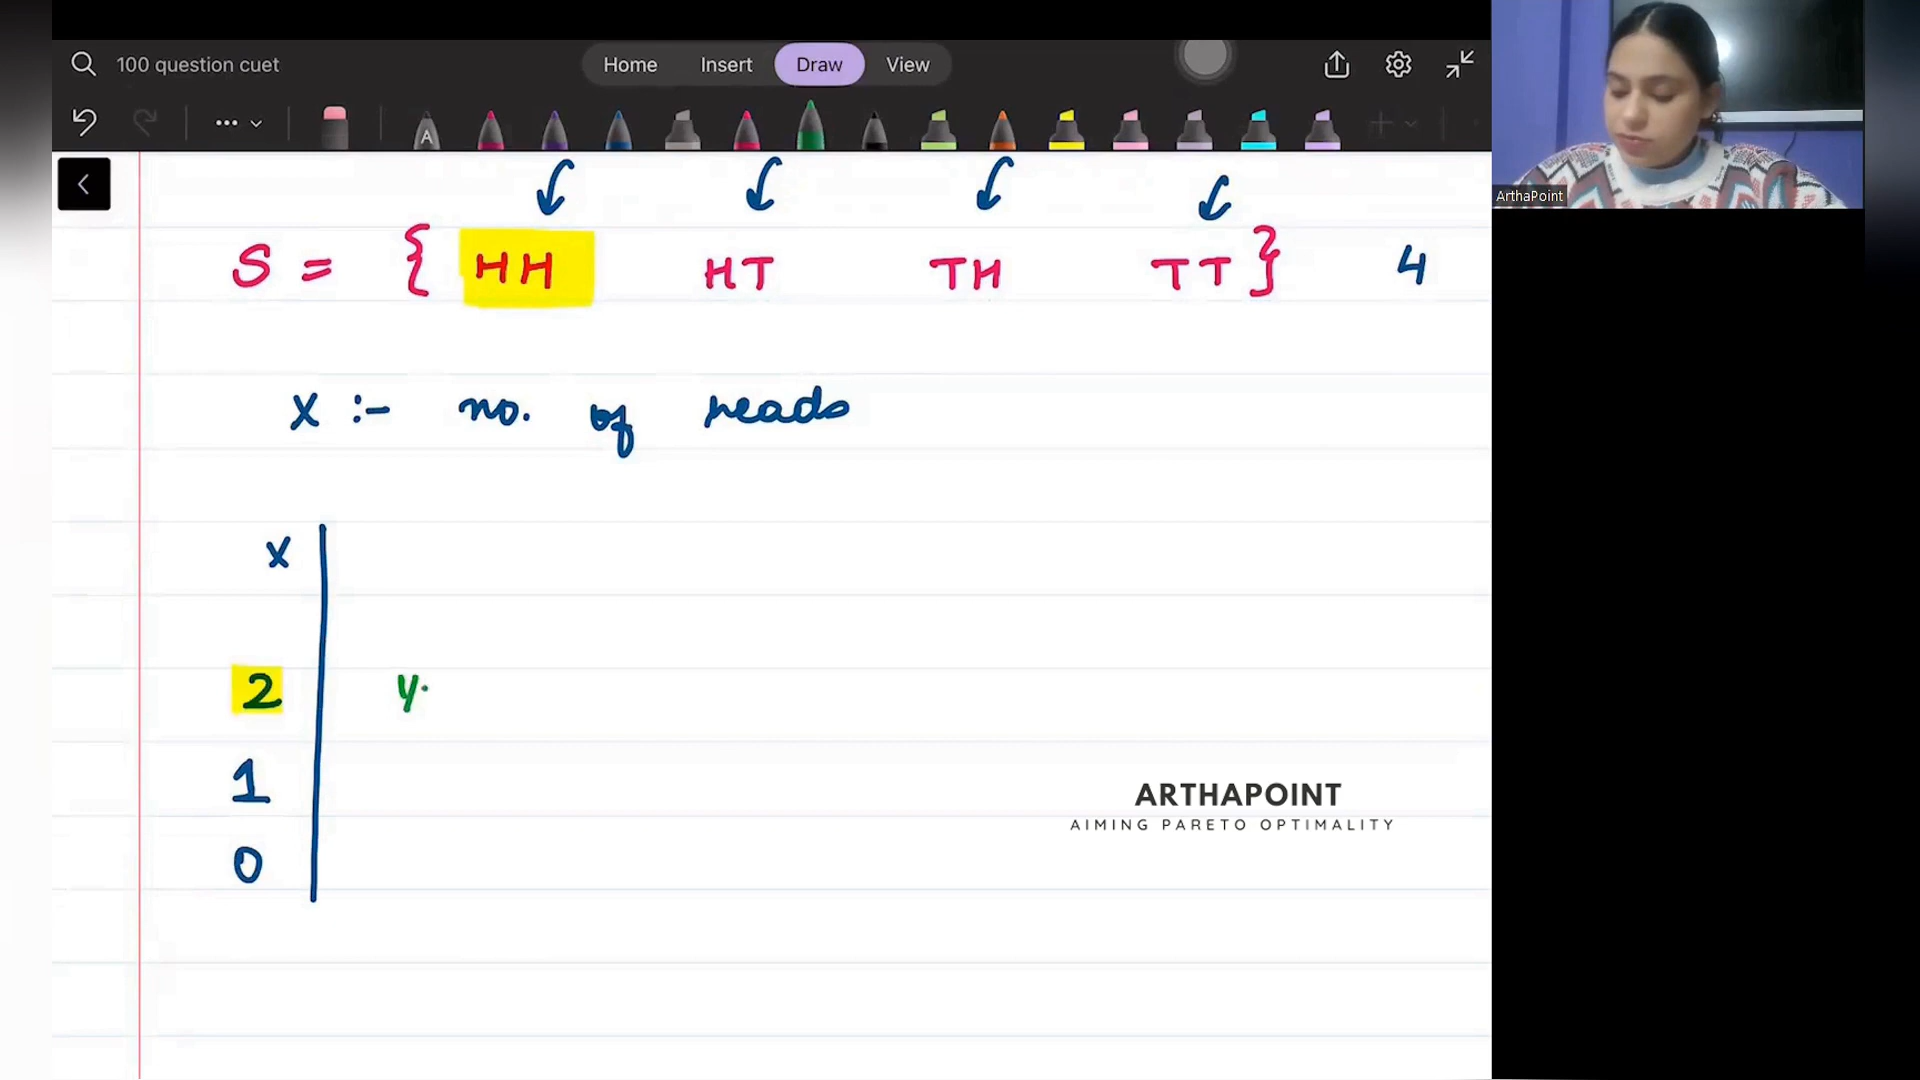 100 question cuet Home Insert Draw View
A
ArthaPoint
S = { HH HT TH TT } 4
X :- no. of heads
X
2
1
ARTHAPOINT
AIMING PARETO OPTIMALITY
0